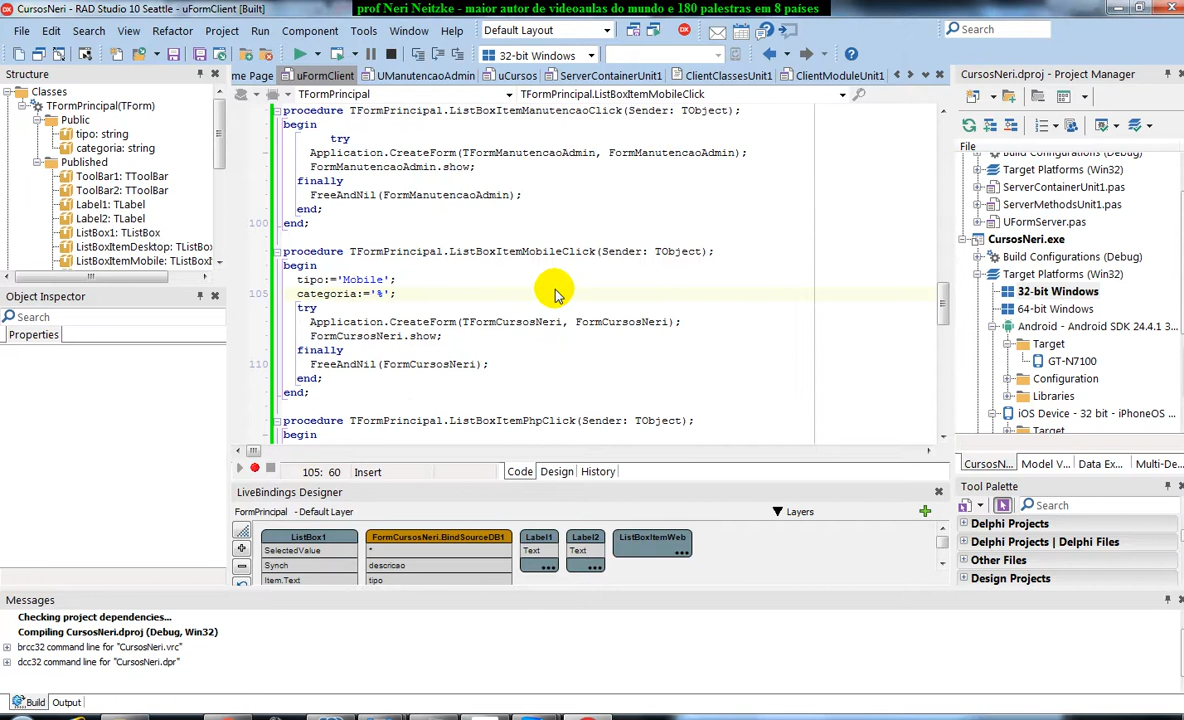 CursosNeri - RAD Studio 10 Seattle - uFormClient [Built]
prof Neri Neitzke - maior autor de videoaulas do mundo e 180 palestras em 8 países
File Edit Search View Refactor Project Run Component Tools Window Help
Default Layout
Search
32-bit Windows
Structure
me Page uFormClient UManutencaoAdmin uCursos ServerContainerUnit1 ClientClassesUnit1 ClientModuleUnit1
CursosNeri.dproj - Project Manager
TFormPrincipal
TFormPrincipal.ListBoxItemMobileClick
Classes
TFormPrincipal(TForm)
Public
tipo: string
categoria: string
Published
ToolBar1: TToolBar
ToolBar2: TToolBar
Label1: TLabel
Label2: TLabel
ListBox1: TListBox
ListBoxItemDesktop: TListBo
ListBoxItemMobile: TListBox
Object Inspector
Search
Properties
procedure TFormPrincipal.ListBoxItemManutencaoClick(Sender: TObject);
begin
try
Application.CreateForm(TFormManutencaoAdmin, FormManutencaoAdmin);
FormManutencaoAdmin.show;
finally
FreeAndNil(FormManutencaoAdmin);
end;
100 end;
procedure TFormPrincipal.ListBoxItemMobileClick(Sender: TObject);
begin
tipo:='Mobile';
105 categoria:='%';
try
Application.CreateForm(TFormCursosNeri, FormCursosNeri);
FormCursosNeri.show;
finally
110 FreeAndNil(FormCursosNeri);
end;
end;
procedure TFormPrincipal.ListBoxItemPhpClick(Sender: TObject);
begin
105: 60 Insert
Code Design History
File
Build Configurations (Debug)
Target Platforms (Win32)
ServerContainerUnit1.pas
ServerMethodsUnit1.pas
UFormServer.pas
CursosNeri.exe
Build Configurations (Debug)
Target Platforms (Win32)
32-bit Windows
64-bit Windows
Android - Android SDK 24.4.1 3...
Target
GT-N7100
Configuration
Libraries
iOS Device - 32 bit - iPhoneOS ...
Target
CursosN... Model V... Data Ex... Multi-De...
Tool Palette
Search
Delphi Projects
Delphi Projects | Delphi Files
Other Files
Design Projects
LiveBindings Designer
FormPrincipal - Default Layer
Layers
ListBox1
SelectedValue
Synch
Item.Text
FormCursosNeri.BindSourceDB1
*
descricao
tipo
Label1
Text
Label2
Text
ListBoxItemWeb
Messages
Checking project dependencies...
Compiling CursosNeri.dproj (Debug, Win32)
brcc32 command line for "CursosNeri.vrc"
dcc32 command line for "CursosNeri.dpr"
Build Output